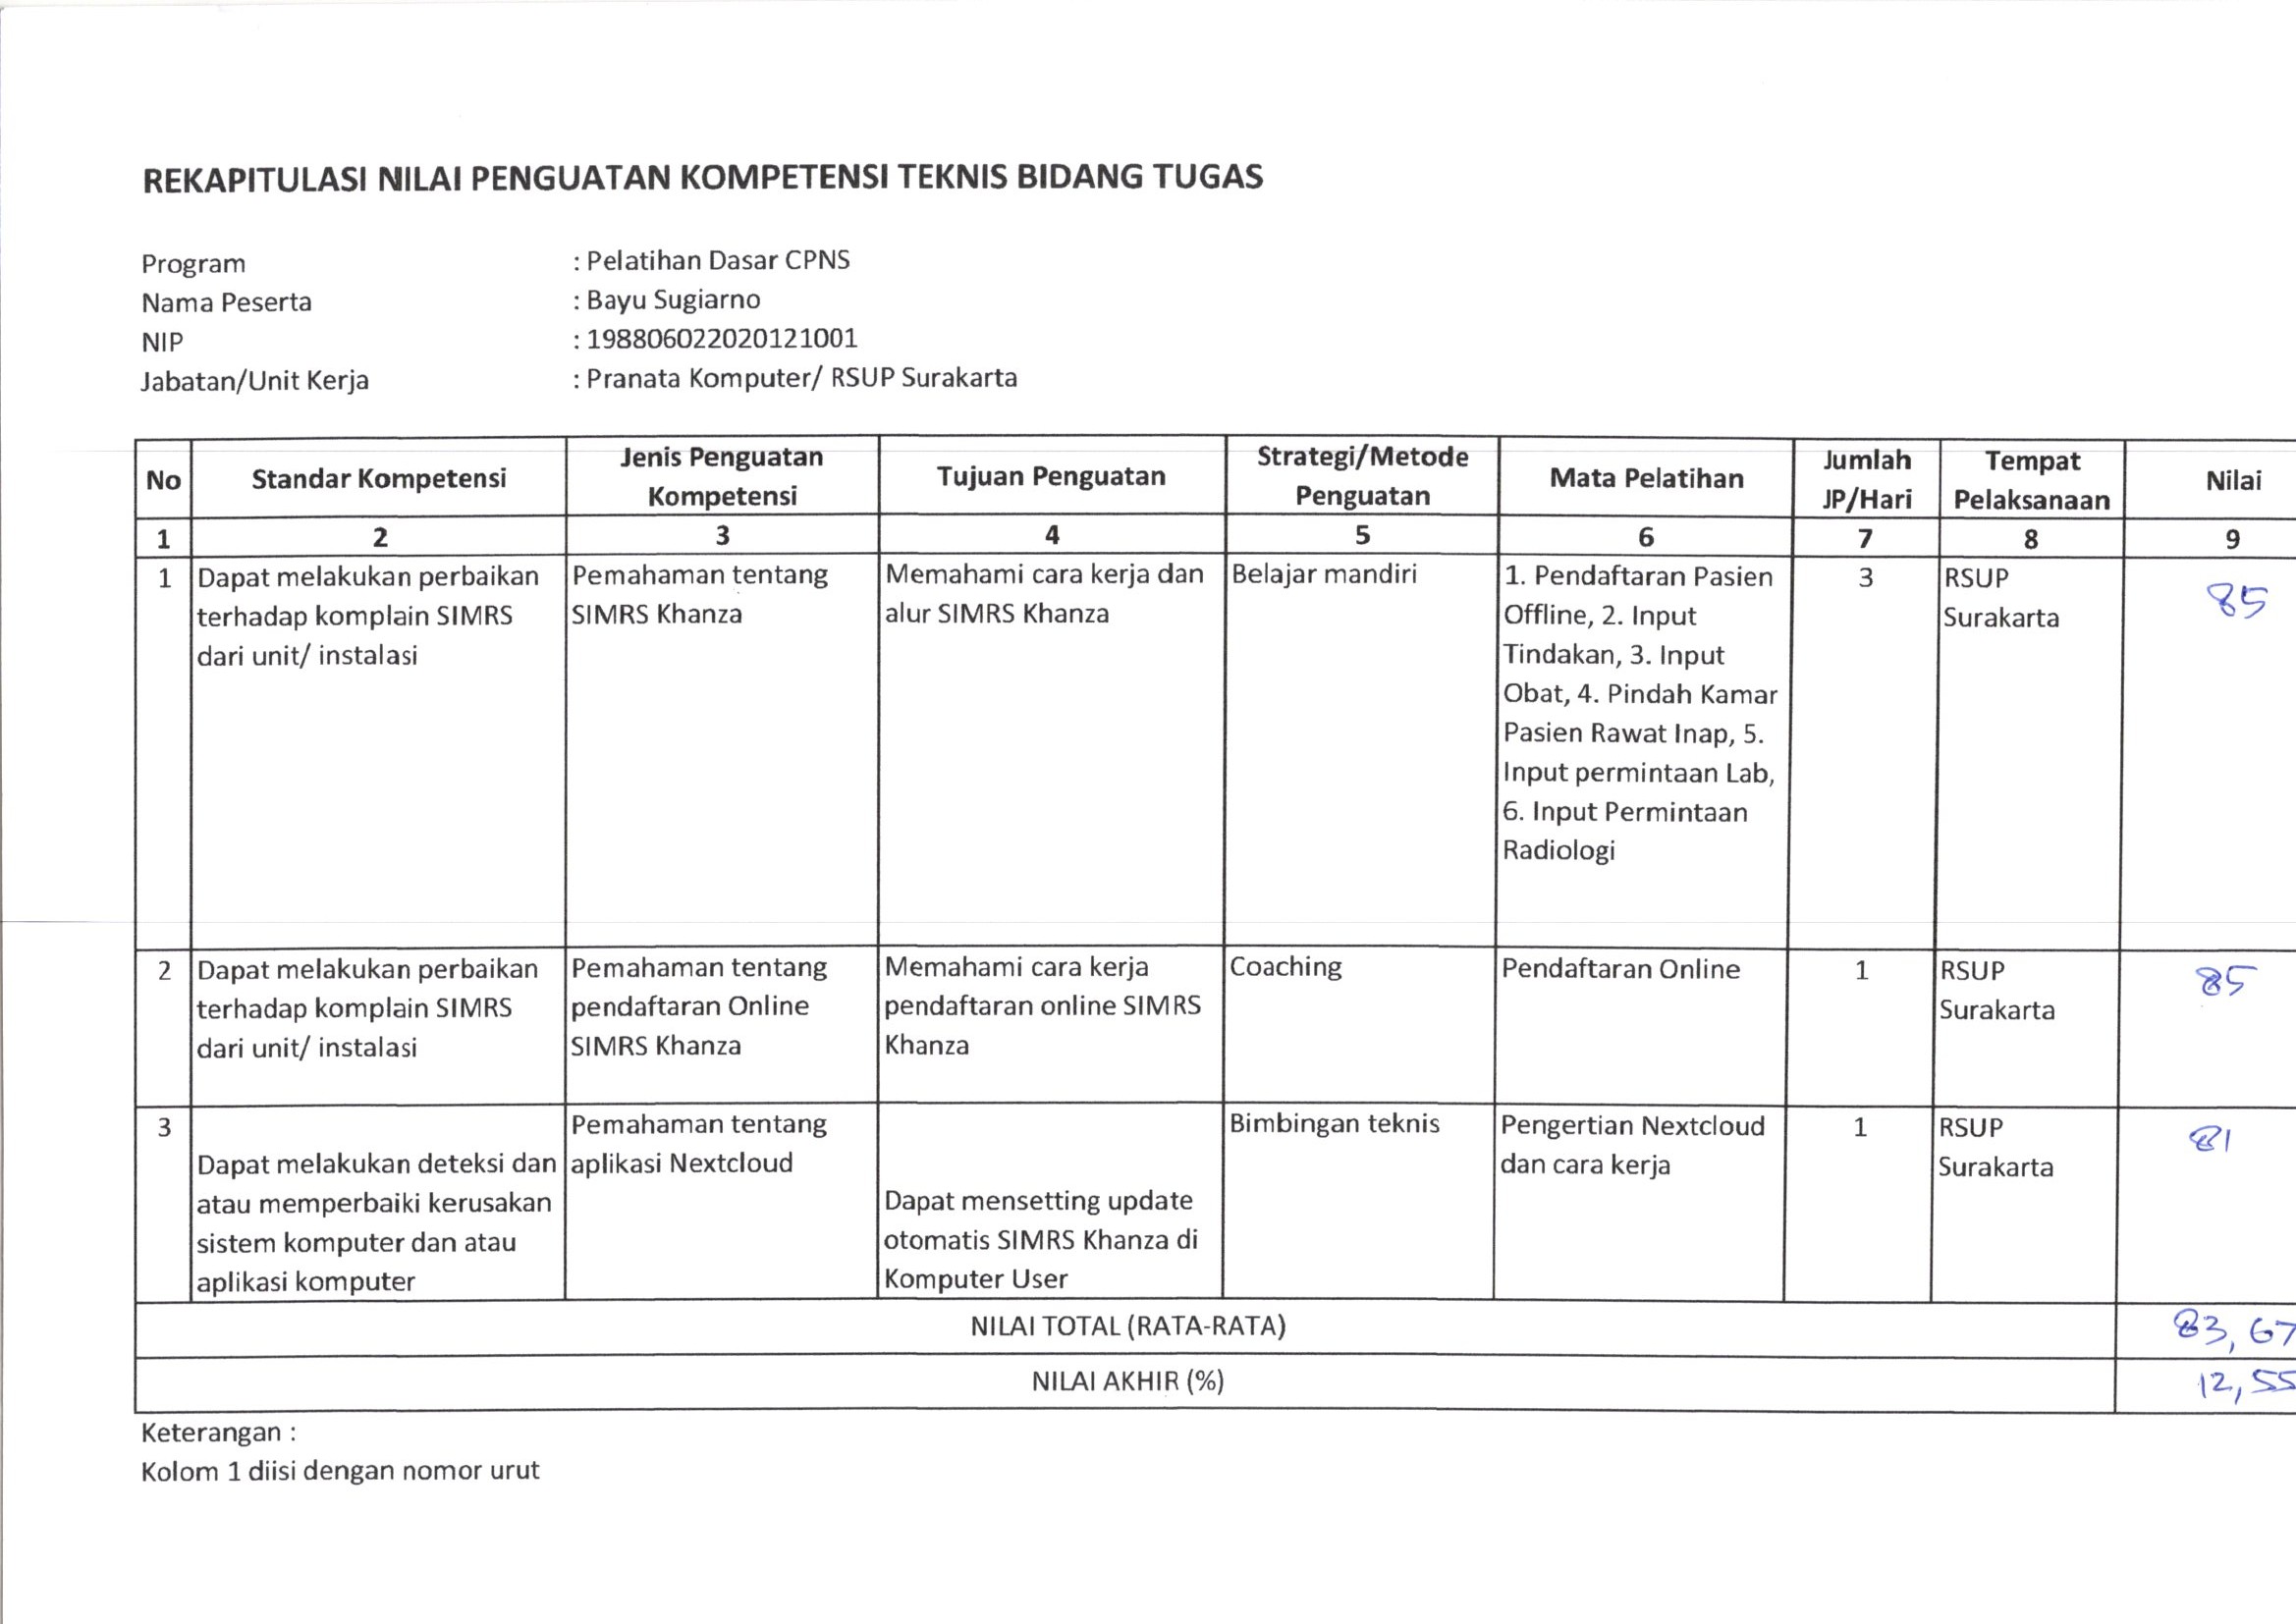 REKAPITULASI NILAI PENGUATAN KOMPETENSI TEKNIS BIDANG TUGAS
Program : Pelatihan Dasar CPNS
Nama Peserta : Bayu Sugiarno
NIP : 198806022020121001
Jabatan/Unit Kerja : Pranata Komputer/ RSUP Surakarta
No
Standar Kompetensi
Jenis Penguatan
Kompetensi
Tujuan Penguatan
Strategi/Metode
Penguatan
Mata Pelatihan
Jumlah
JP/Hari
Tempat
Pelaksanaan
Nilai
1 2 3 4 5 6 7 8 9
1
Dapat melakukan perbaikan
terhadap komplain SIMRS
dari unit/ instalasi
Pemahaman tentang
SIMRS Khanza
Memahami cara kerja dan
alur SIMRS Khanza
Belajar mandiri
1. Pendaftaran Pasien
Offline, 2. Input
Tindakan, 3. Input
Obat, 4. Pindah Kamar
Pasien Rawat Inap, 5.
Input permintaan Lab,
6. Input Permintaan
Radiologi
3
RSUP
Surakarta
85
2
Dapat melakukan perbaikan
terhadap komplain SIMRS
dari unit/ instalasi
Pemahaman tentang
pendaftaran Online
SIMRS Khanza
Memahami cara kerja
pendaftaran online SIMRS
Khanza
Coaching
Pendaftaran Online
1
RSUP
Surakarta
85
3
Dapat melakukan deteksi dan
atau memperbaiki kerusakan
sistem komputer dan atau
aplikasi komputer
Pemahaman tentang
aplikasi Nextcloud
Dapat mensetting update
otomatis SIMRS Khanza di
Komputer User
Bimbingan teknis
Pengertian Nextcloud
dan cara kerja
1
RSUP
Surakarta
81
NILAI TOTAL (RATA-RATA) 83,67
NILAI AKHIR (%) 12,55
Keterangan :
Kolom 1 diisi dengan nomor urut